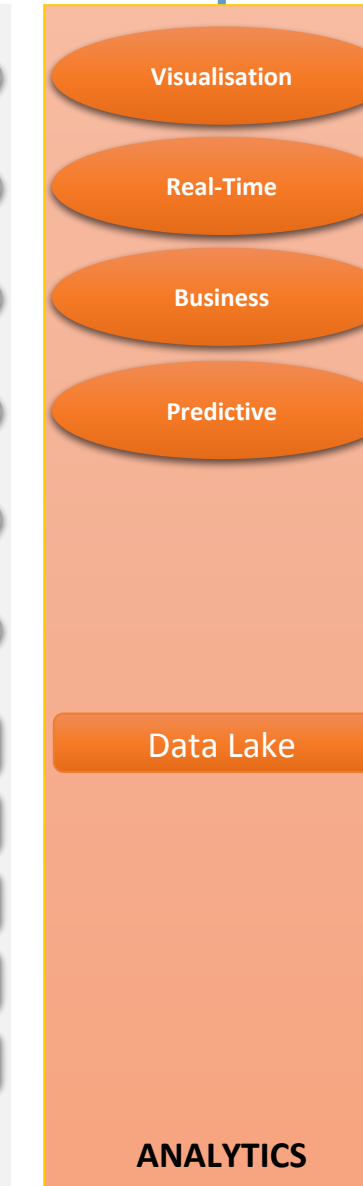 Visualisation
Real-Time
Business
Predictive
Data Lake
ANALYTICS